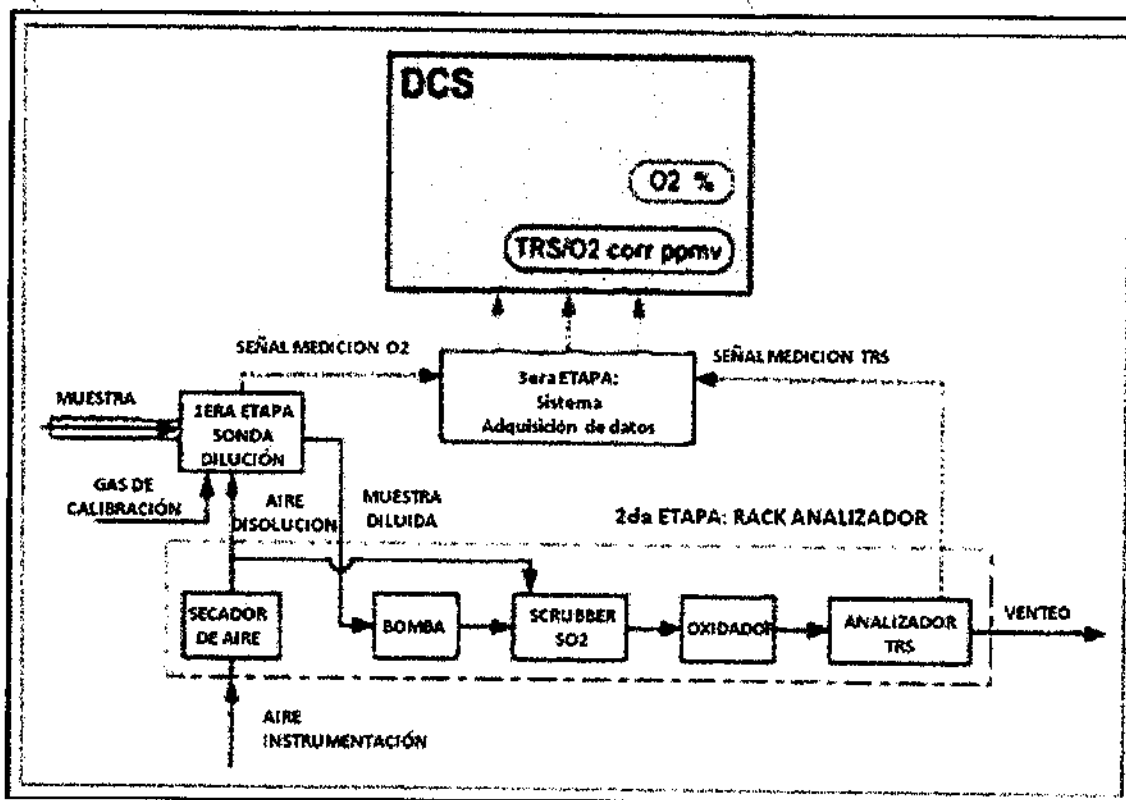 DCS
O2 %
TRS/O2 corr ppmv
SEÑAL MEDICION O2
SEÑAL MEDICION TRS
3era ETAPA:
Sistema
Adquisición de datos
MUESTRA
1ERA ETAPA
SONDA
DILUCIÓN
GAS DE
CALIBRACIÓN
AIRE
DISOLUCION
MUESTRA
DILUIDA
2da ETAPA: RACK ANALIZADOR
SECADOR
DE AIRE
BOMBA
SCRUBBER
SO2
OXIDADOR
ANALIZADOR
TRS
VENTEO
AIRE
INSTRUMENTACIÓN